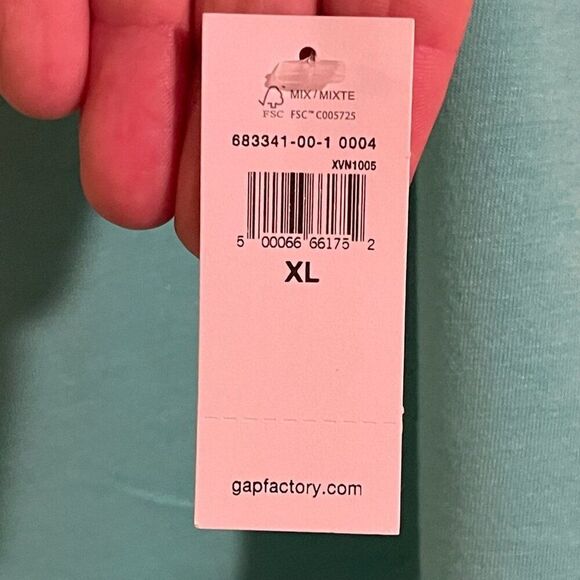 MIX / MIXTE
FSC FSC™ C005725
683341-00-1 0004
XVN1005
5 00066 66175 2
XL
gapfactory.com